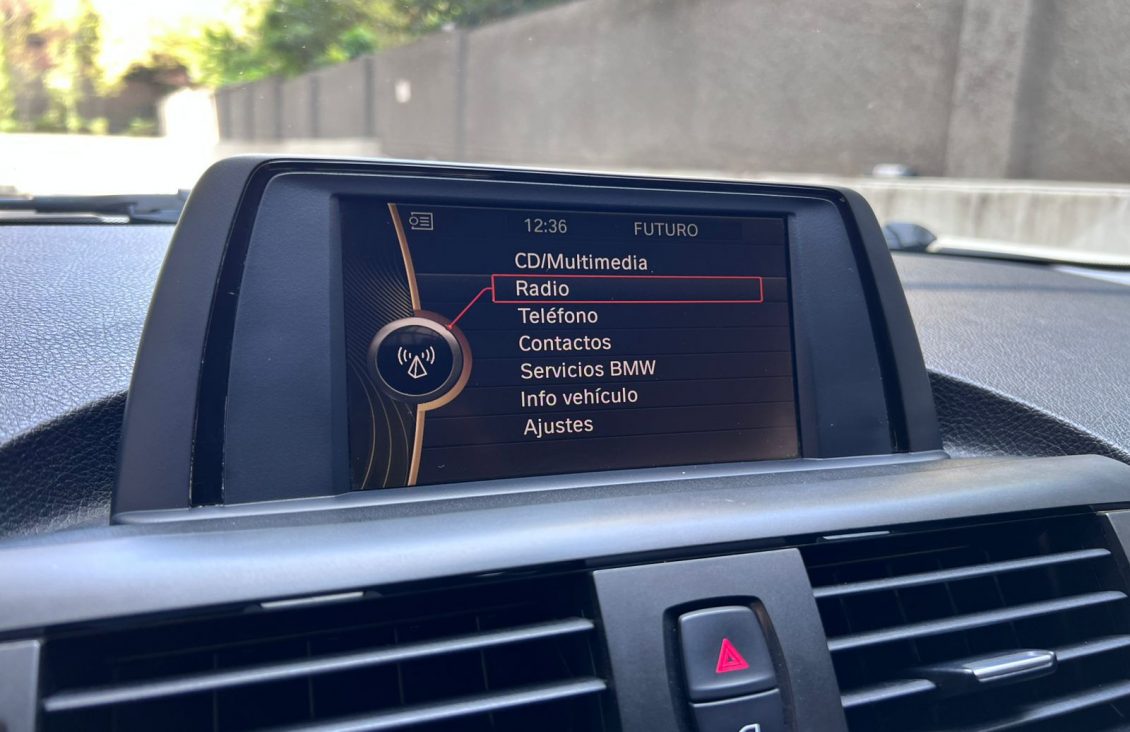 12:36 FUTURO
CD/Multimedia
Radio
Teléfono
Contactos
Servicios BMW
Info vehículo
Ajustes